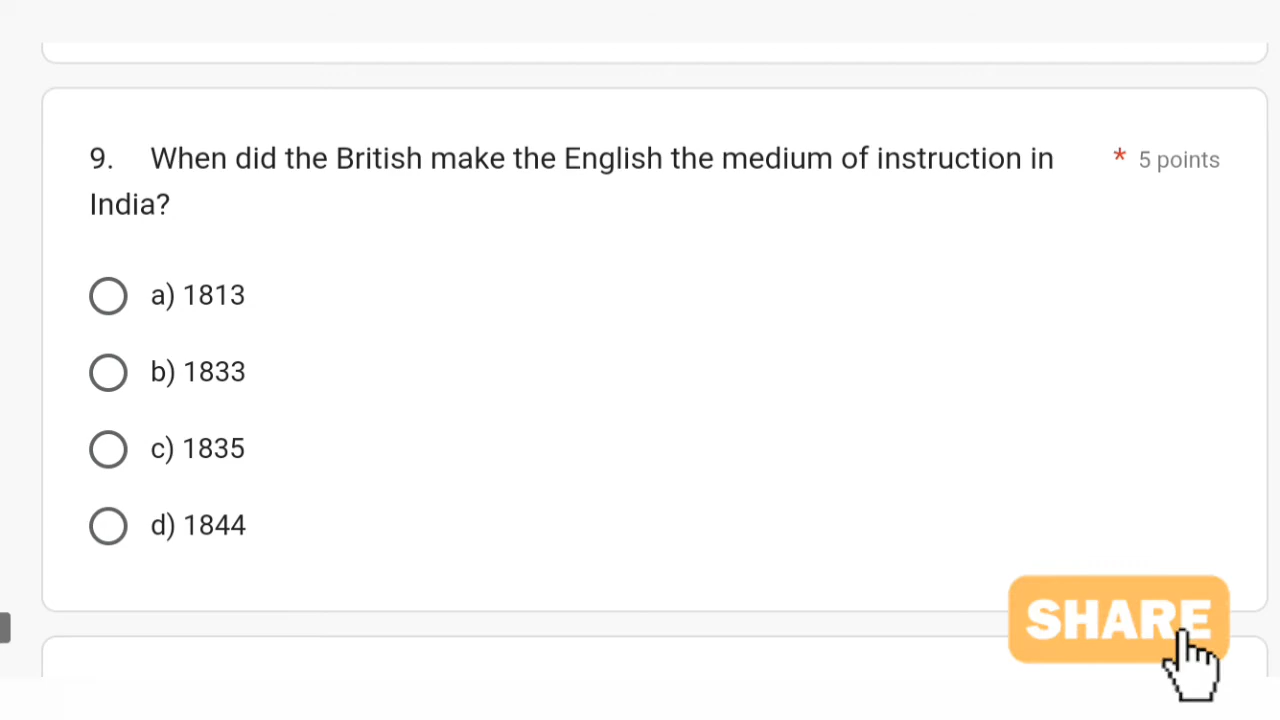 9. When did the British make the English the medium of instruction in * 5 points
India?
a) 1813
b) 1833
c) 1835
d) 1844
SHARE